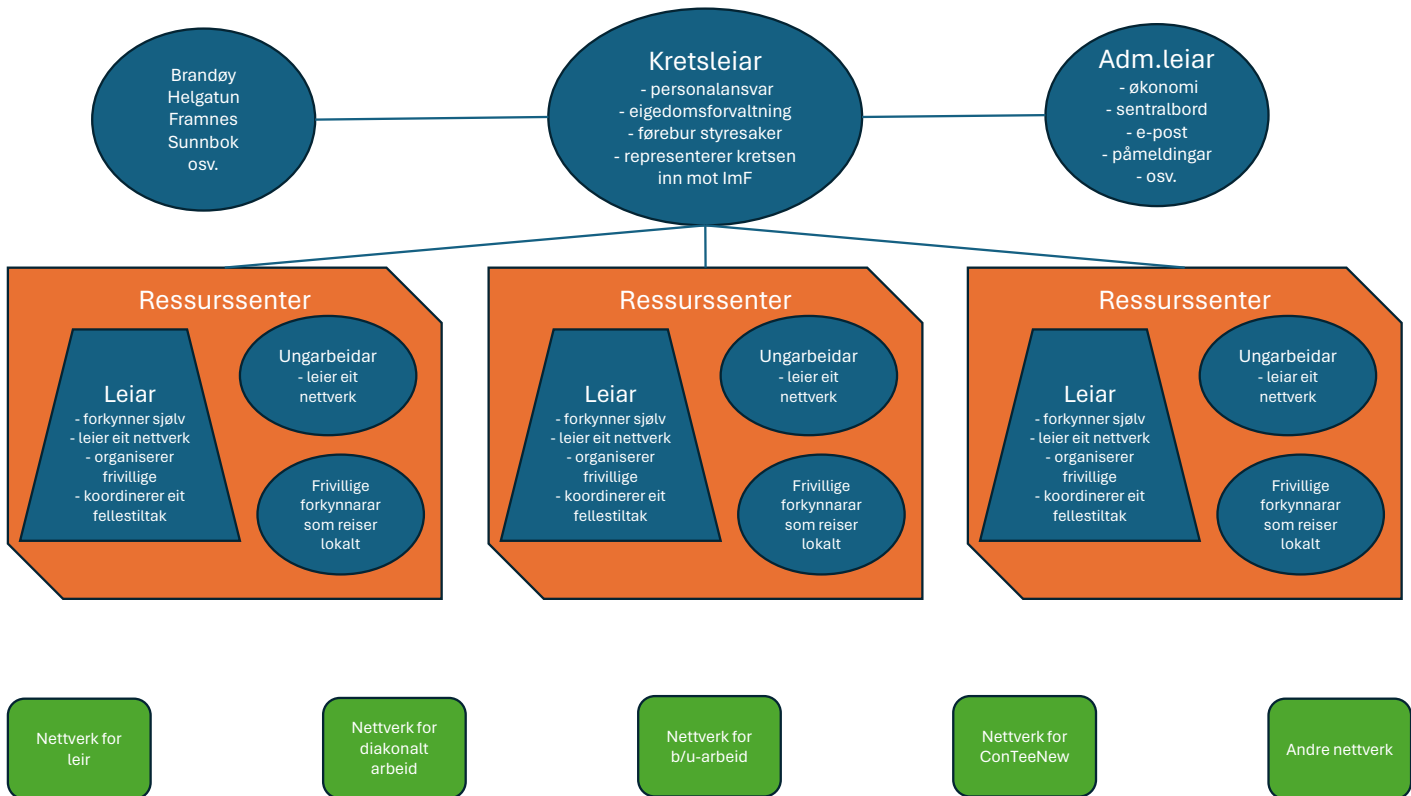 Brandøy
Helgatun
Framnes
Sunnbok
osv.
Kretsleiar
- personalansvar
- eigedomsforvaltning
- førebur styresaker
- representerer kretsen
inn mot ImF
Adm.leiar
- økonomi
- sentralbord
- e-post
- påmeldingar
- osv.
Ressurssenter
Leiar
- forkynner sjølv
- leier eit nettverk
- organiserer
frivillige
- koordinerer eit
fellestiltak
Ungarbeidar
- leier eit
nettverk
Frivillige
forkynnarar
som reiser
lokalt
Ressurssenter
Leiar
- forkynner sjølv
- leier eit nettverk
- organiserer
frivillige
- koordinerer eit
fellestiltak
Ungarbeidar
- leier eit
nettverk
Frivillige
forkynnarar
som reiser
lokalt
Ressurssenter
Leiar
- forkynner sjølv
- leier eit nettverk
- organiserer
frivillige
- koordinerer eit
fellestiltak
Ungarbeidar
- leiar eit
nettverk
Frivillige
forkynnarar
som reiser
lokalt
Nettverk for
leir
Nettverk for
diakonalt
arbeid
Nettverk for
b/u-arbeid
Nettverk for
ConTeeNew
Andre nettverk